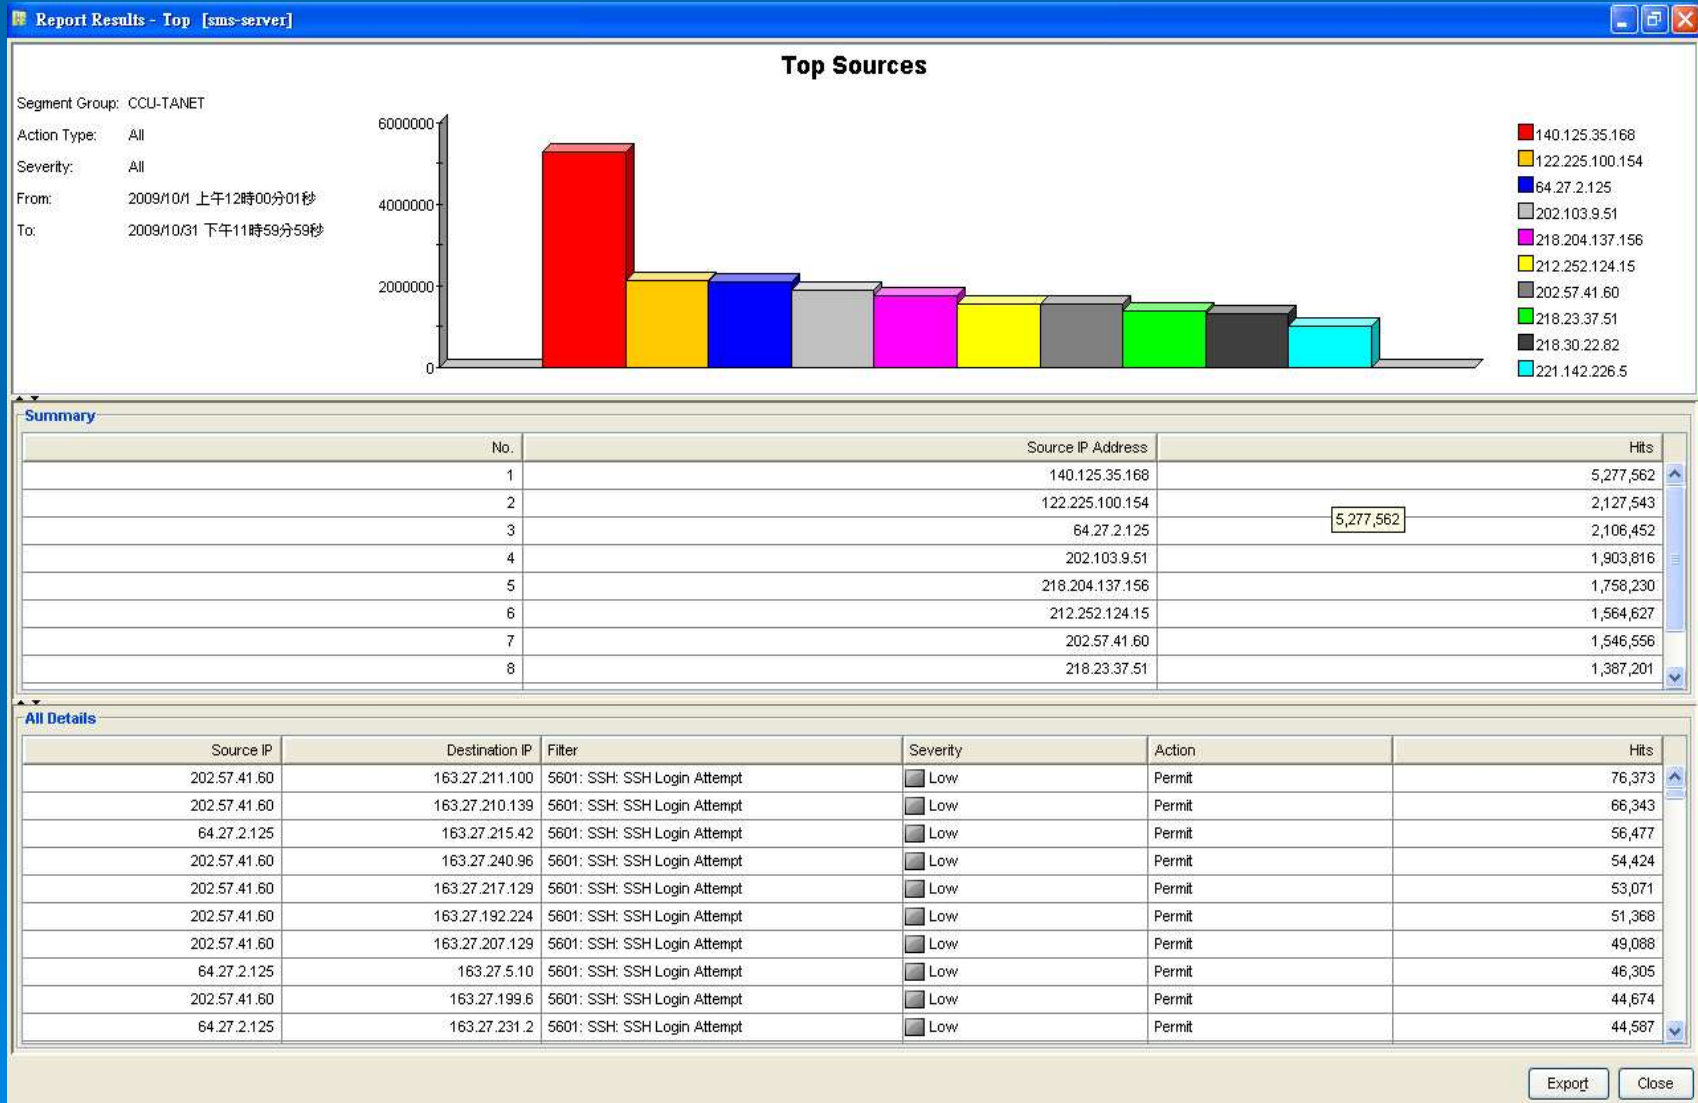 Report Results - Top [sms-server]
Top Sources
Segment Group: CCU-TANET
Action Type: All
Severity: All
From: 2009/10/1 上午12時00分01秒
To: 2009/10/31 下午11時59分59秒
6000000
4000000
2000000
0
140.125.35.168
122.225.100.154
64.27.2.125
202.103.9.51
218.204.137.156
212.252.124.15
202.57.41.60
218.23.37.51
218.30.22.82
221.142.226.5
Summary
No. Source IP Address Hits
1 140.125.35.168 5,277,562
2 122.225.100.154 2,127,543
5,277,562
3 64.27.2.125 2,106,452
4 202.103.9.51 1,903,816
5 218.204.137.156 1,758,230
6 212.252.124.15 1,564,627
7 202.57.41.60 1,546,556
8 218.23.37.51 1,387,201
All Details
Source IP Destination IP Filter Severity Action Hits
202.57.41.60 163.27.211.100 5601: SSH: SSH Login Attempt Low Permit 76,373
202.57.41.60 163.27.210.139 5601: SSH: SSH Login Attempt Low Permit 66,343
64.27.2.125 163.27.215.42 5601: SSH: SSH Login Attempt Low Permit 56,477
202.57.41.60 163.27.240.96 5601: SSH: SSH Login Attempt Low Permit 54,424
202.57.41.60 163.27.217.129 5601: SSH: SSH Login Attempt Low Permit 53,071
202.57.41.60 163.27.192.224 5601: SSH: SSH Login Attempt Low Permit 51,368
202.57.41.60 163.27.207.129 5601: SSH: SSH Login Attempt Low Permit 49,088
64.27.2.125 163.27.5.10 5601: SSH: SSH Login Attempt Low Permit 46,305
202.57.41.60 163.27.199.6 5601: SSH: SSH Login Attempt Low Permit 44,674
64.27.2.125 163.27.231.2 5601: SSH: SSH Login Attempt Low Permit 44,587
Export Close